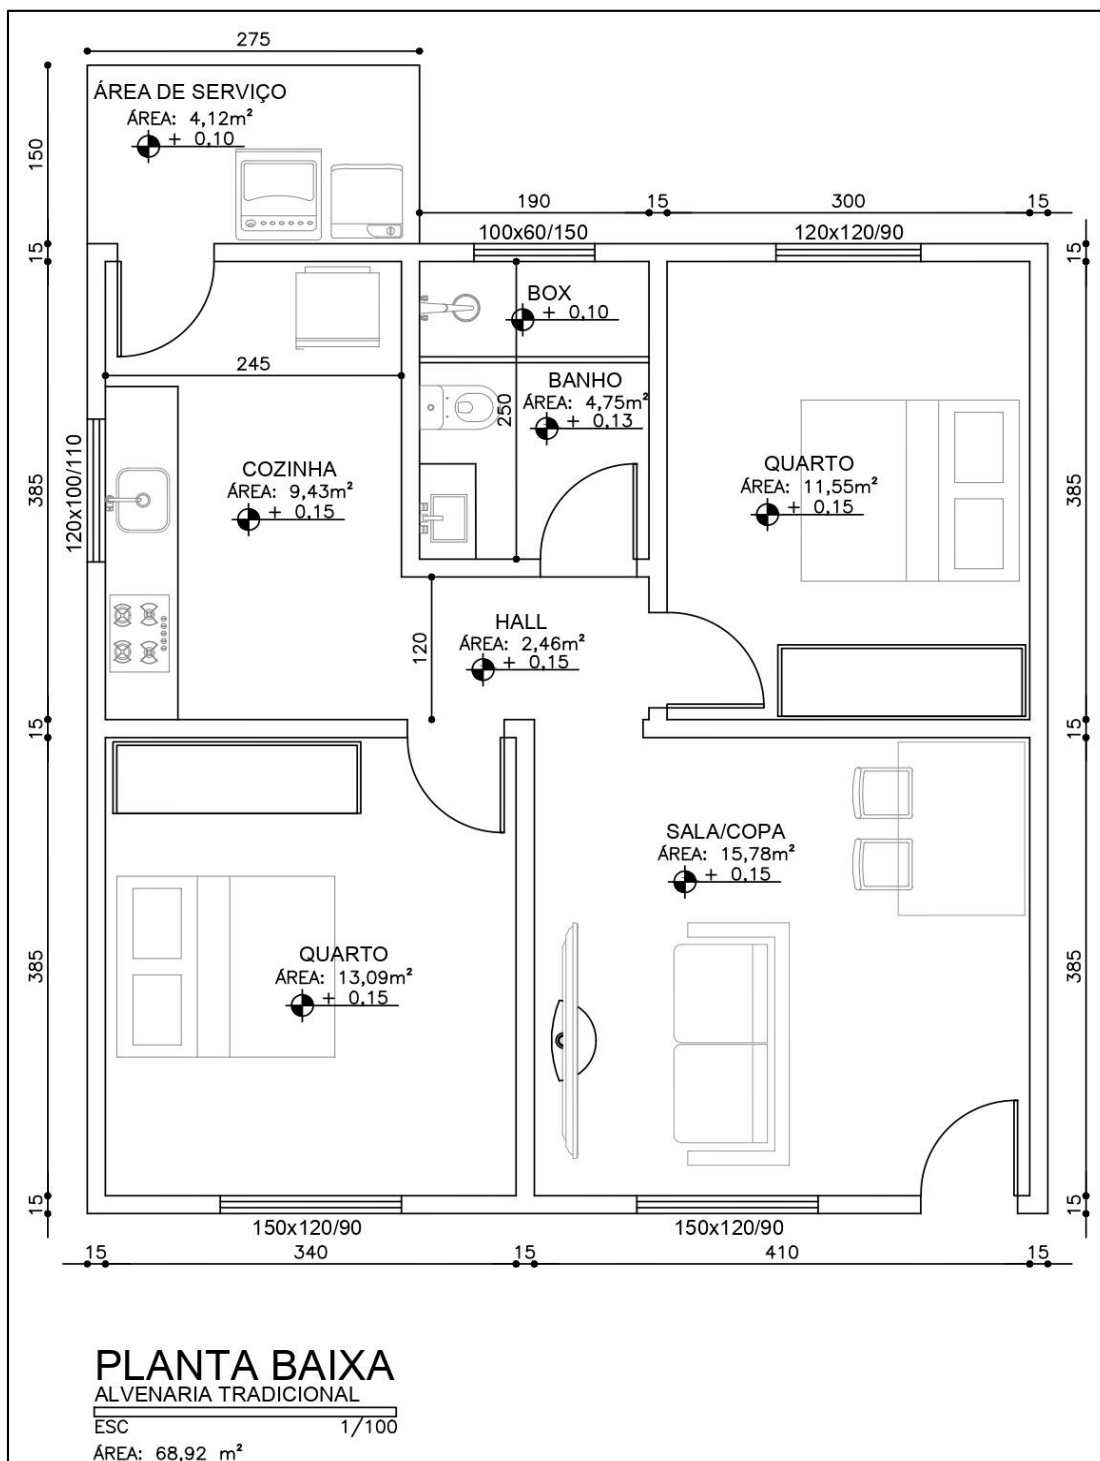 275
ÁREA DE SERVIÇO
ÁREA: 4,12m²
+ 0,10
150
190
15
300
15
100x60/150
120x120/90
15
15
BOX
+ 0,10
245
BANHO
ÁREA: 4,75m²
+ 0,13
250
COZINHA
ÁREA: 9,43m²
+ 0,15
QUARTO
ÁREA: 11,55m²
+ 0,15
385
120x100/110
385
HALL
ÁREA: 2,46m²
+ 0,15
120
15
15
SALA/COPA
ÁREA: 15,78m²
+ 0,15
QUARTO
ÁREA: 13,09m²
+ 0,15
385
385
15
15
150x120/90
150x120/90
15
340
15
410
15
PLANTA BAIXA
ALVENARIA TRADICIONAL
ESC 1/100
ÁREA: 68,92 m²